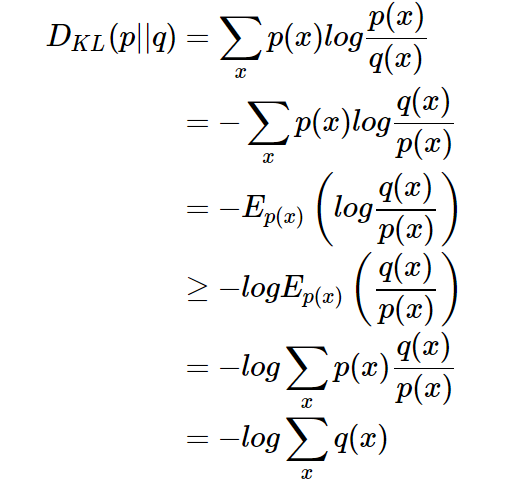 $D_{KL}(p||q) = \sum_x p(x) log \frac{p(x)}{q(x)}$
$= -\sum_x p(x) log \frac{q(x)}{p(x)}$
$= -E_{p(x)} \left( log \frac{q(x)}{p(x)} \right)$
$\geq -log E_{p(x)} \left( \frac{q(x)}{p(x)} \right)$
$= -log \sum_x p(x) \frac{q(x)}{p(x)}$
$= -log \sum_x q(x)$